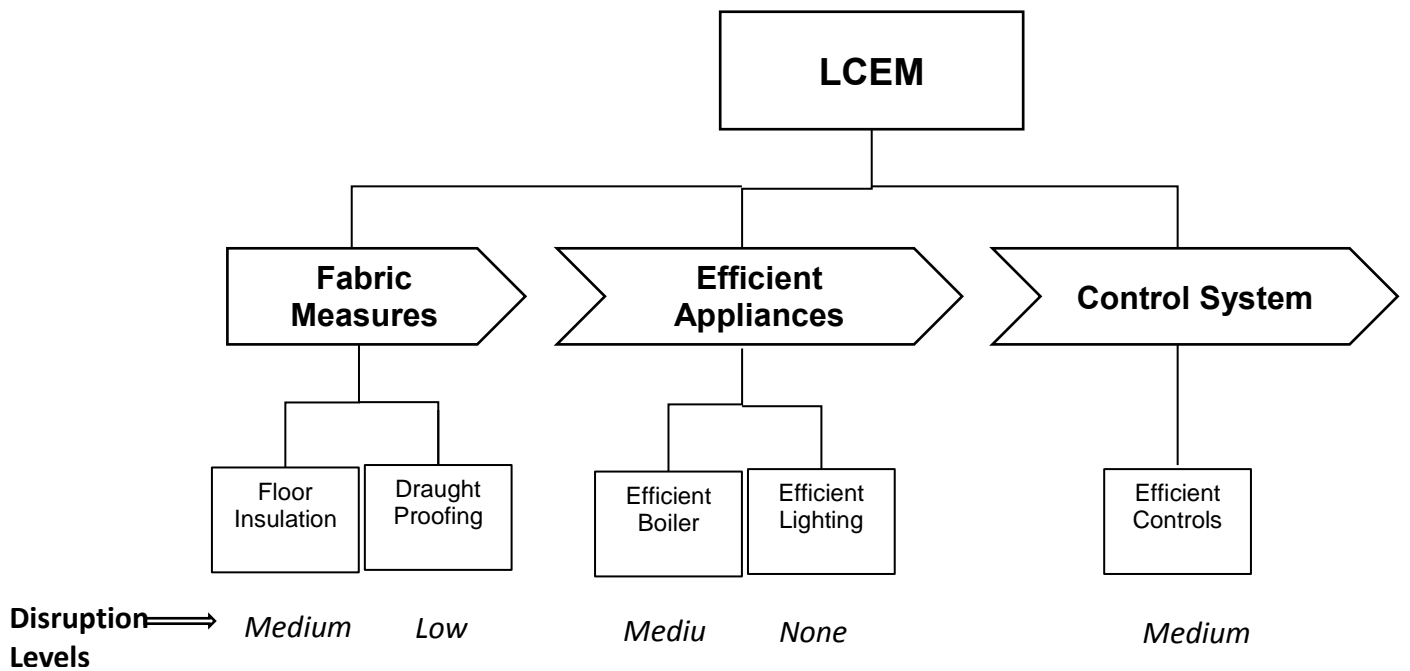 LCEM
Fabric
Measures
Efficient
Appliances
Control System
Floor
Insulation
Draught
Proofing
Efficient
Boiler
Efficient
Lighting
Efficient
Controls
Disruption
Levels
Medium
Low
Mediu
None
Medium